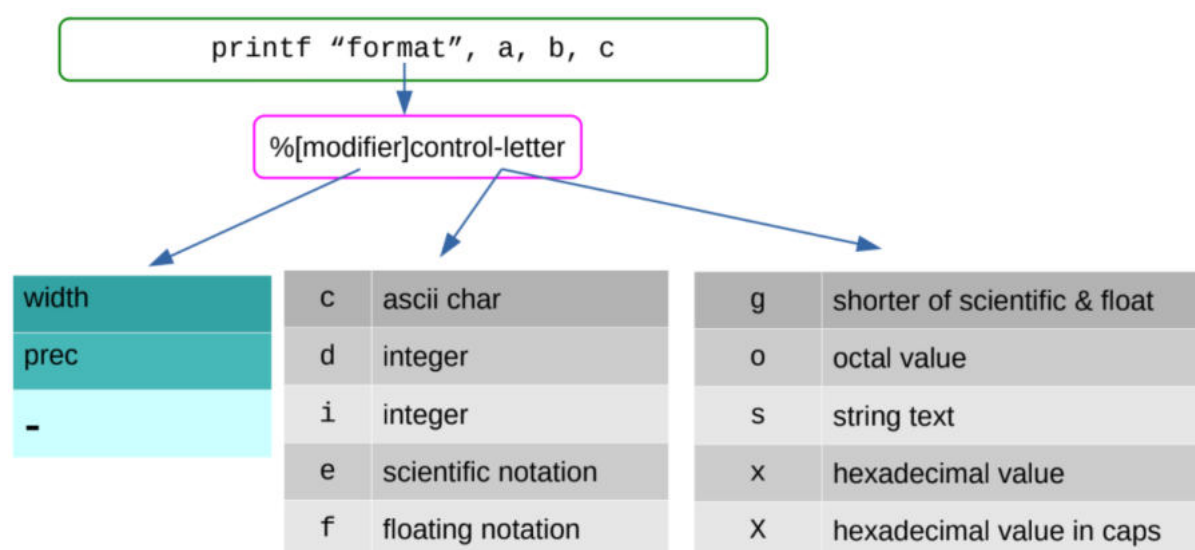 printf “format”, a, b, c
%[modifier]control-letter
width
prec
-
c ascii char
d integer
i integer
e scientific notation
f floating notation
g shorter of scientific & float
o octal value
s string text
x hexadecimal value
X hexadecimal value in caps